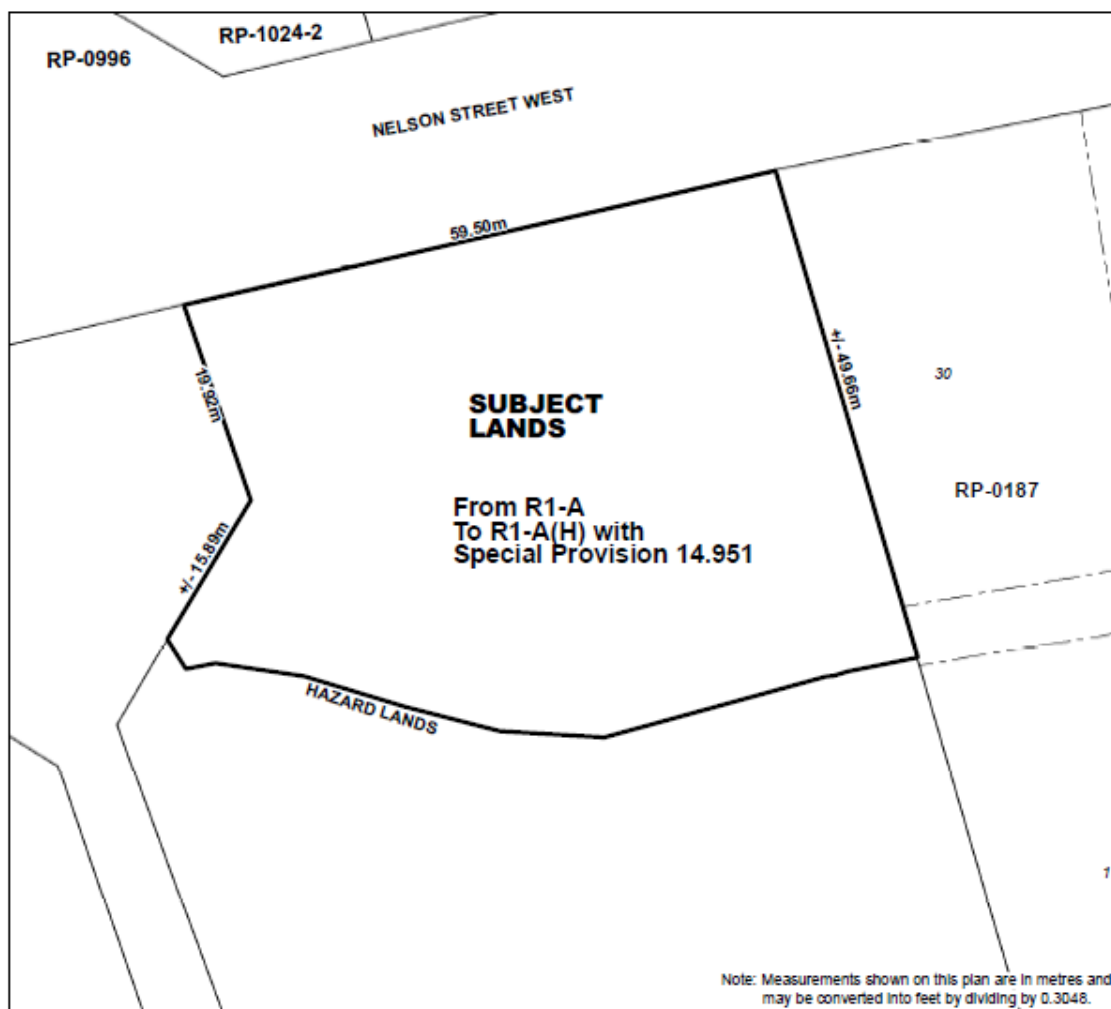 RP-1024-2
RP-0996
NELSON STREET WEST
59.50m
19.92m
+/- 49.66m
30
SUBJECT
LANDS
RP-0187
From R1-A
To R1-A(H) with
Special Provision 14.951
+/- 15.89m
HAZARD LANDS
1
Note: Measurements shown on this plan are in metres and
may be converted into feet by dividing by 0.3048.